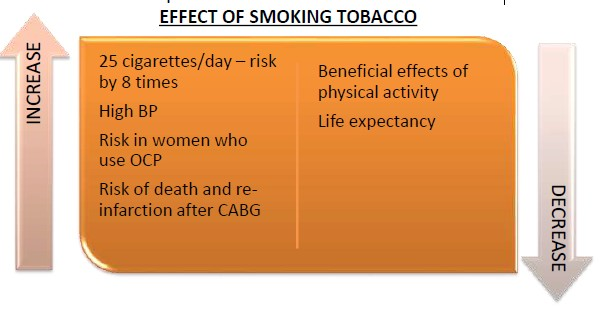 EFFECT OF SMOKING TOBACCO
INCREASE
25 cigarettes/day – risk
by 8 times
High BP
Risk in women who
use OCP
Risk of death and re-
infarction after CABG
Beneficial effects of
physical activity
Life expectancy
DECREASE